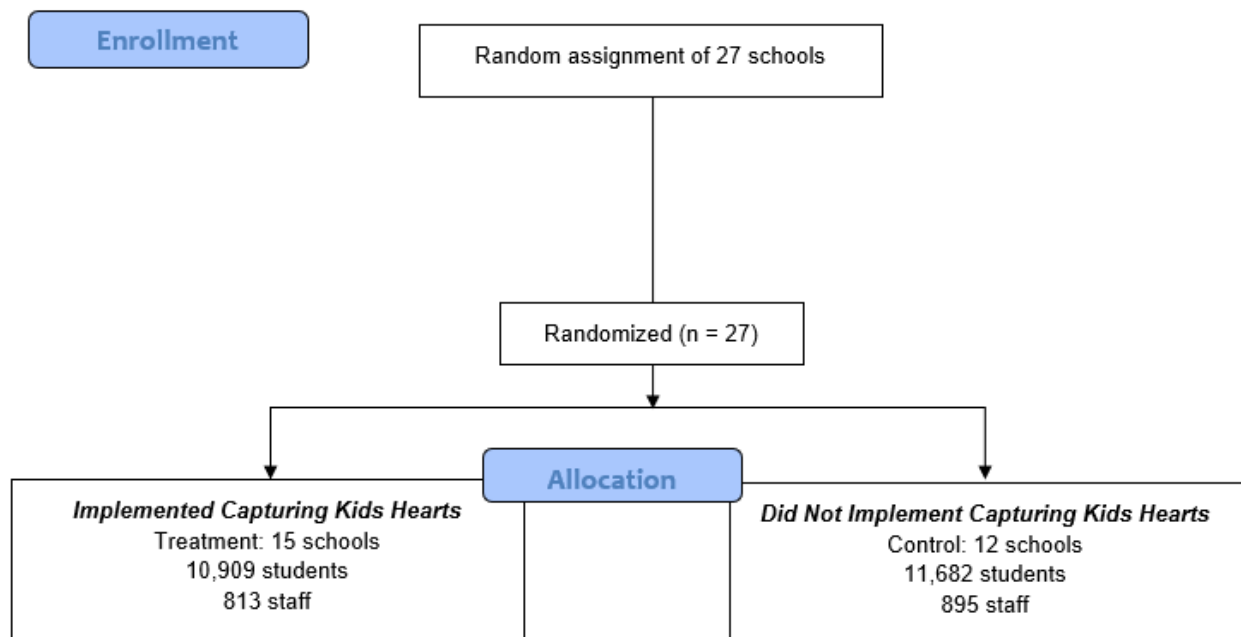 Enrollment
Random assignment of 27 schools
Randomized (n = 27)
Allocation
Implemented Capturing Kids Hearts
Treatment: 15 schools
10,909 students
813 staff
Did Not Implement Capturing Kids Hearts
Control: 12 schools
11,682 students
895 staff